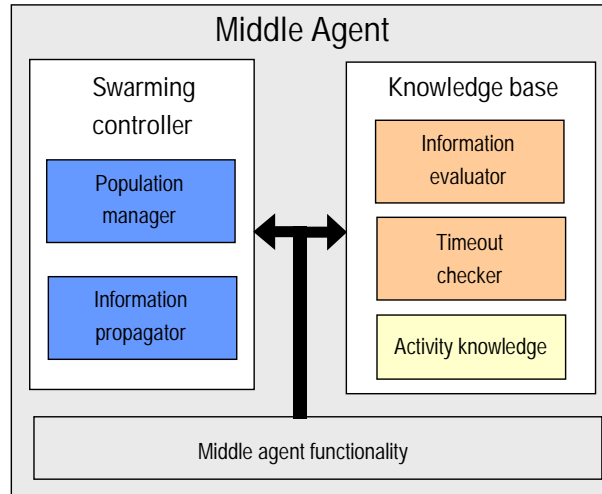 Middle Agent
Swarming
controller
Population
manager
Information
propagator
Knowledge base
Information
evaluator
Timeout
checker
Activity knowledge
Middle agent functionality